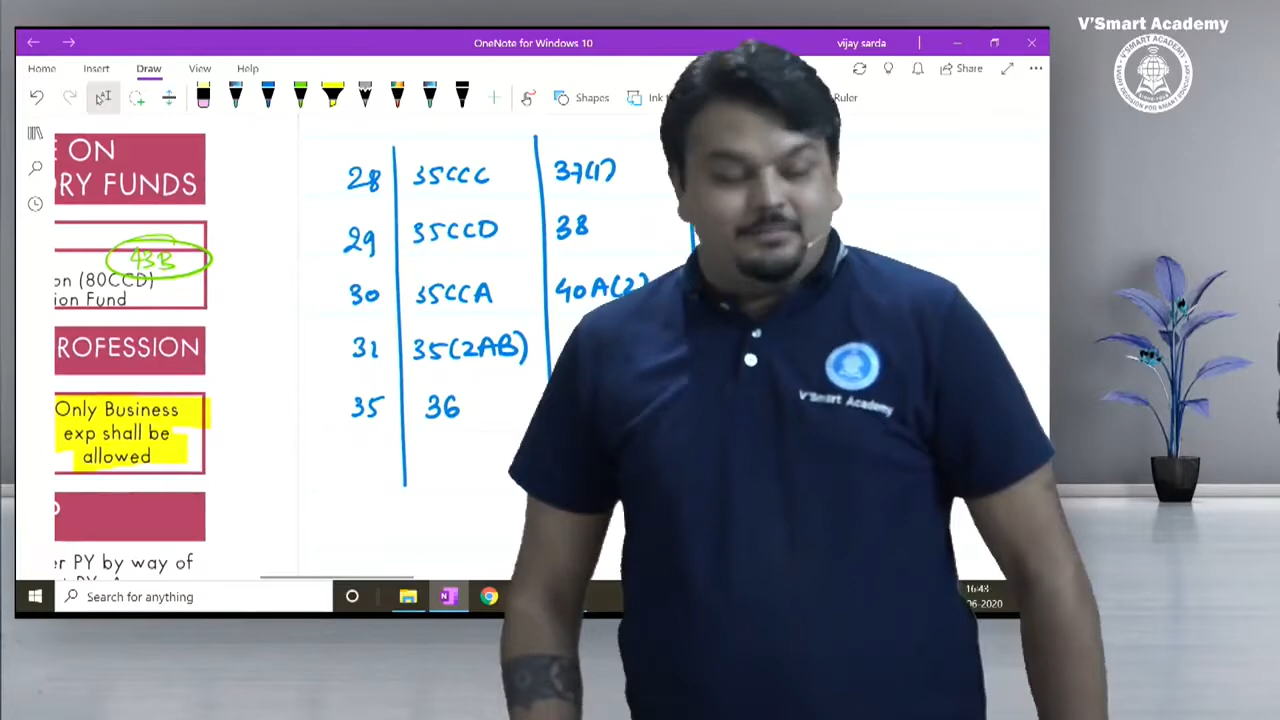 V'Smart Academy
OneNote for Windows 10
vijay sarda
Home Insert Draw View Help
Share
Shapes
Ink
Ruler
E ON
RY FUNDS
43B
on (80CCD)
ion Fund
ROFESSION
Only Business
exp shall be
allowed
er PY by way of
28 35CCC 37(1)
29 35CCD 38
30 35CCA 40A(2)
31 35(2AB)
35 36
V'Smart Academy
Search for anything
16:43
06-2020